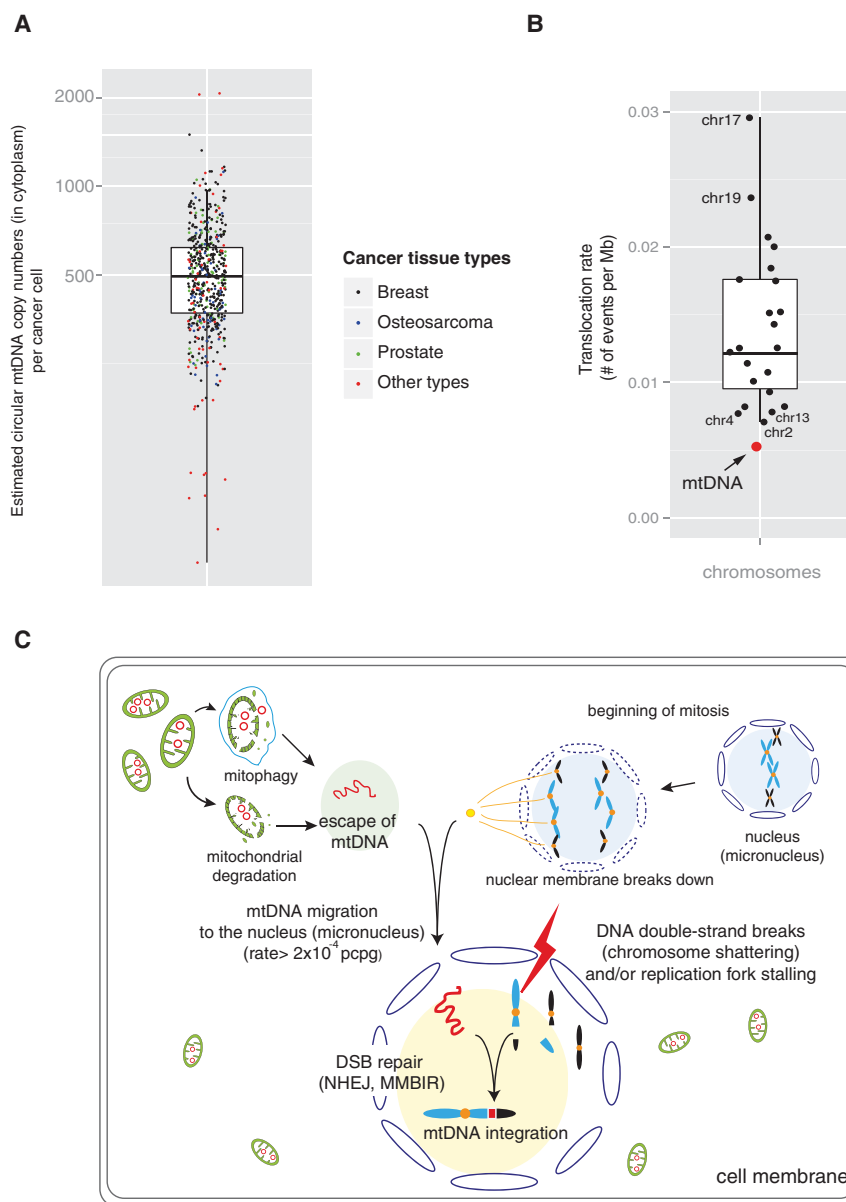 A
Estimated circular mtDNA copy numbers (in cytoplasm)
per cancer cell
2000
1000
500
Cancer tissue types
Breast
Osteosarcoma
Prostate
Other types
B
Translocation rate
(# of events per Mb)
0.03
0.02
0.01
0.00
chr17
chr19
chr4
chr13
chr2
mtDNA
chromosomes
C
mitophagy
mitochondrial
degradation
escape of
mtDNA
beginning of mitosis
nucleus
(micronucleus)
nuclear membrane breaks down
mtDNA migration
to the nucleus (micronucleus)
(rate> 2x10⁻⁴ pcpg)
DNA double-strand breaks
(chromosome shattering)
and/or replication fork stalling
DSB repair
(NHEJ, MMBIR)
mtDNA integration
cell membrane